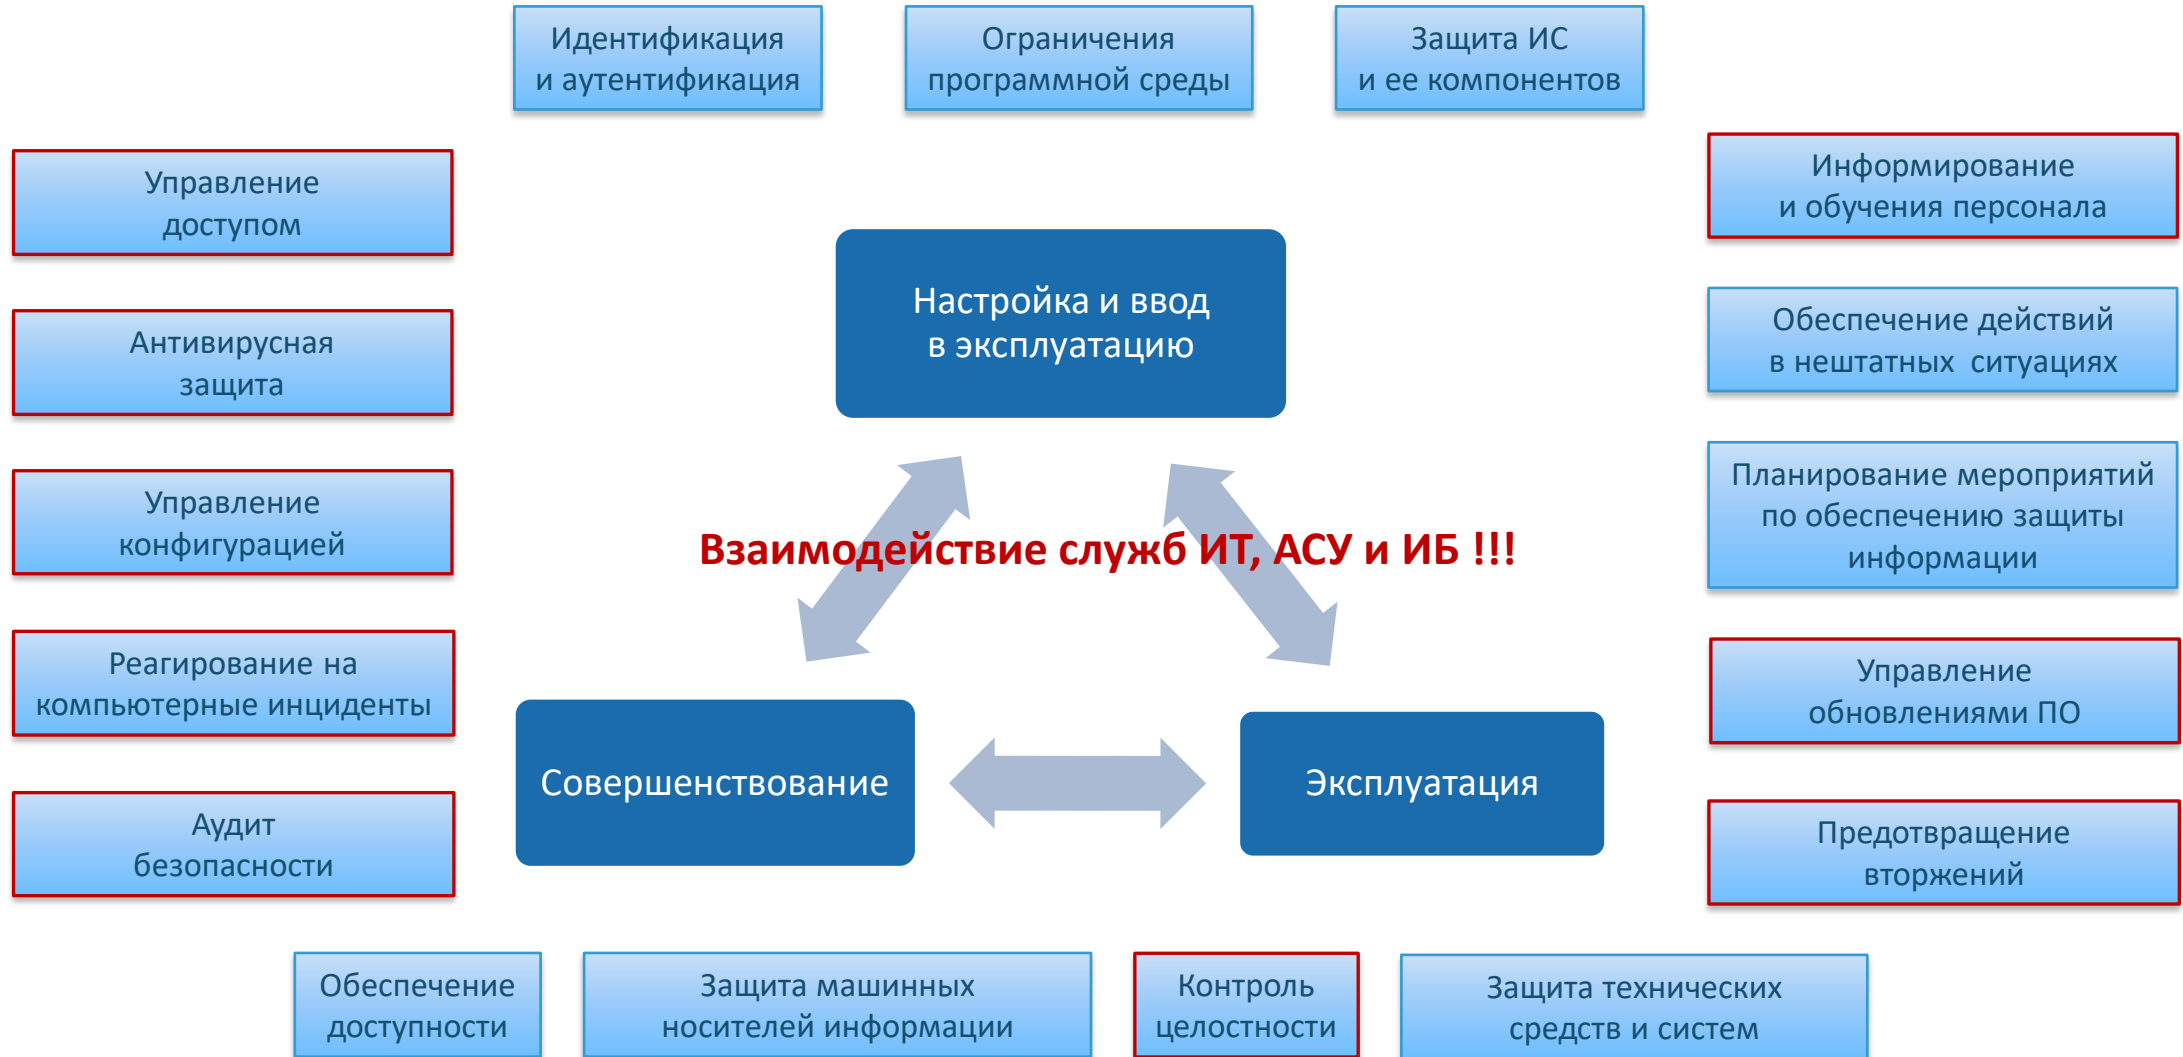 Идентификация
и аутентификация
Ограничения
программной среды
Защита ИС
и ее компонентов
Управление
доступом
Антивирусная
защита
Управление
конфигурацией
Реагирование на
компьютерные инциденты
Аудит
безопасности
Настройка и ввод
в эксплуатацию
Взаимодействие служб ИТ, АСУ и ИБ !!!
Совершенствование
Эксплуатация
Информирование
и обучения персонала
Обеспечение действий
в нештатных ситуациях
Планирование мероприятий
по обеспечению защиты
информации
Управление
обновлениями ПО
Предотвращение
вторжений
Обеспечение
доступности
Защита машинных
носителей информации
Контроль
целостности
Защита технических
средств и систем